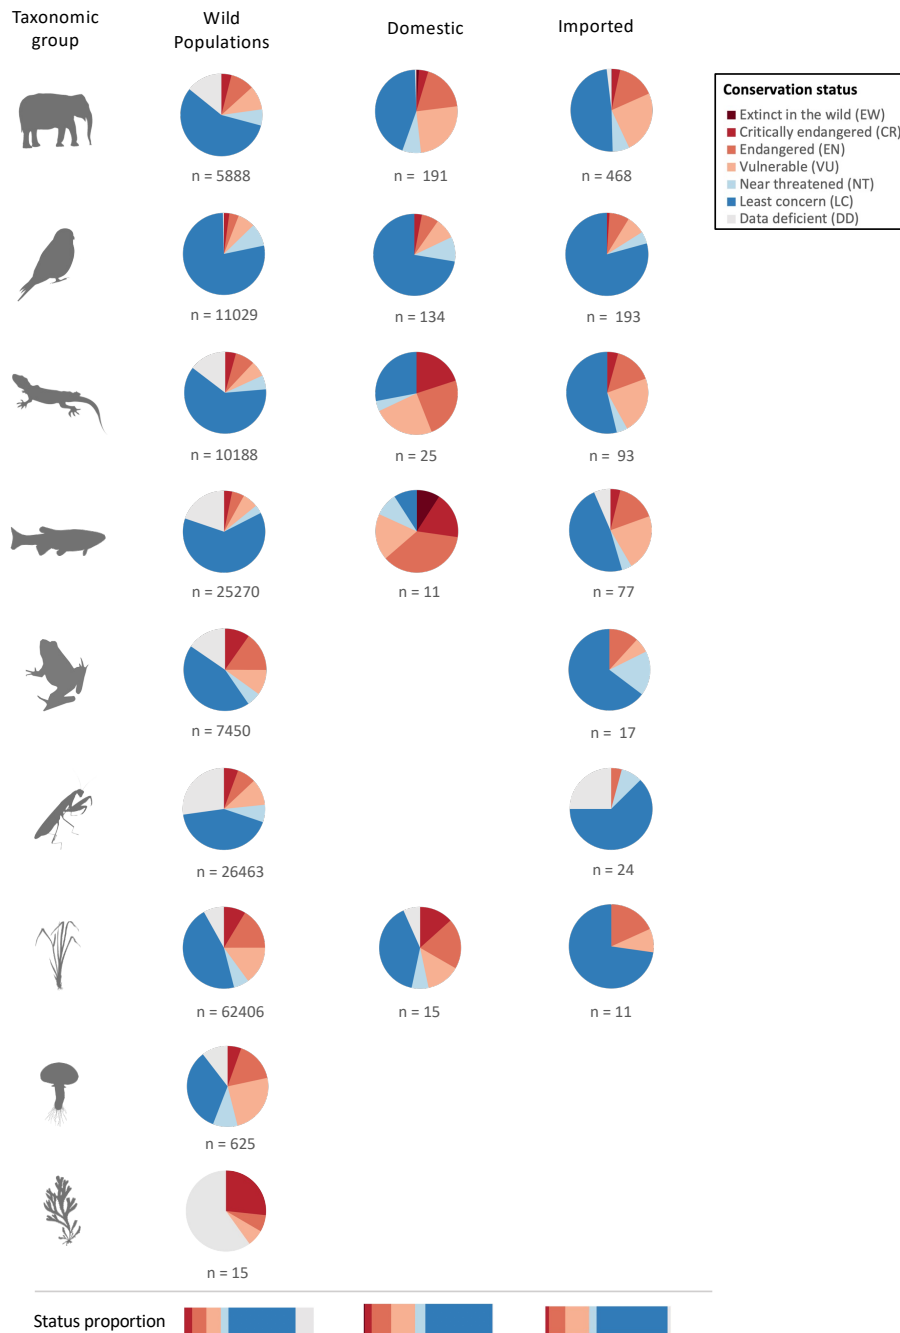 Taxonomic
group
Wild
Populations
Domestic
Imported
Conservation status
Extinct in the wild (EW)
Critically endangered (CR)
Endangered (EN)
Vulnerable (VU)
Near threatened (NT)
Least concern (LC)
Data deficient (DD)
n = 5888
n = 191
n = 468
n = 11029
n = 134
n = 193
n = 10188
n = 25
n = 93
n = 25270
n = 11
n = 77
n = 7450
n = 17
n = 26463
n = 24
n = 62406
n = 15
n = 11
n = 625
n = 15
Status proportion